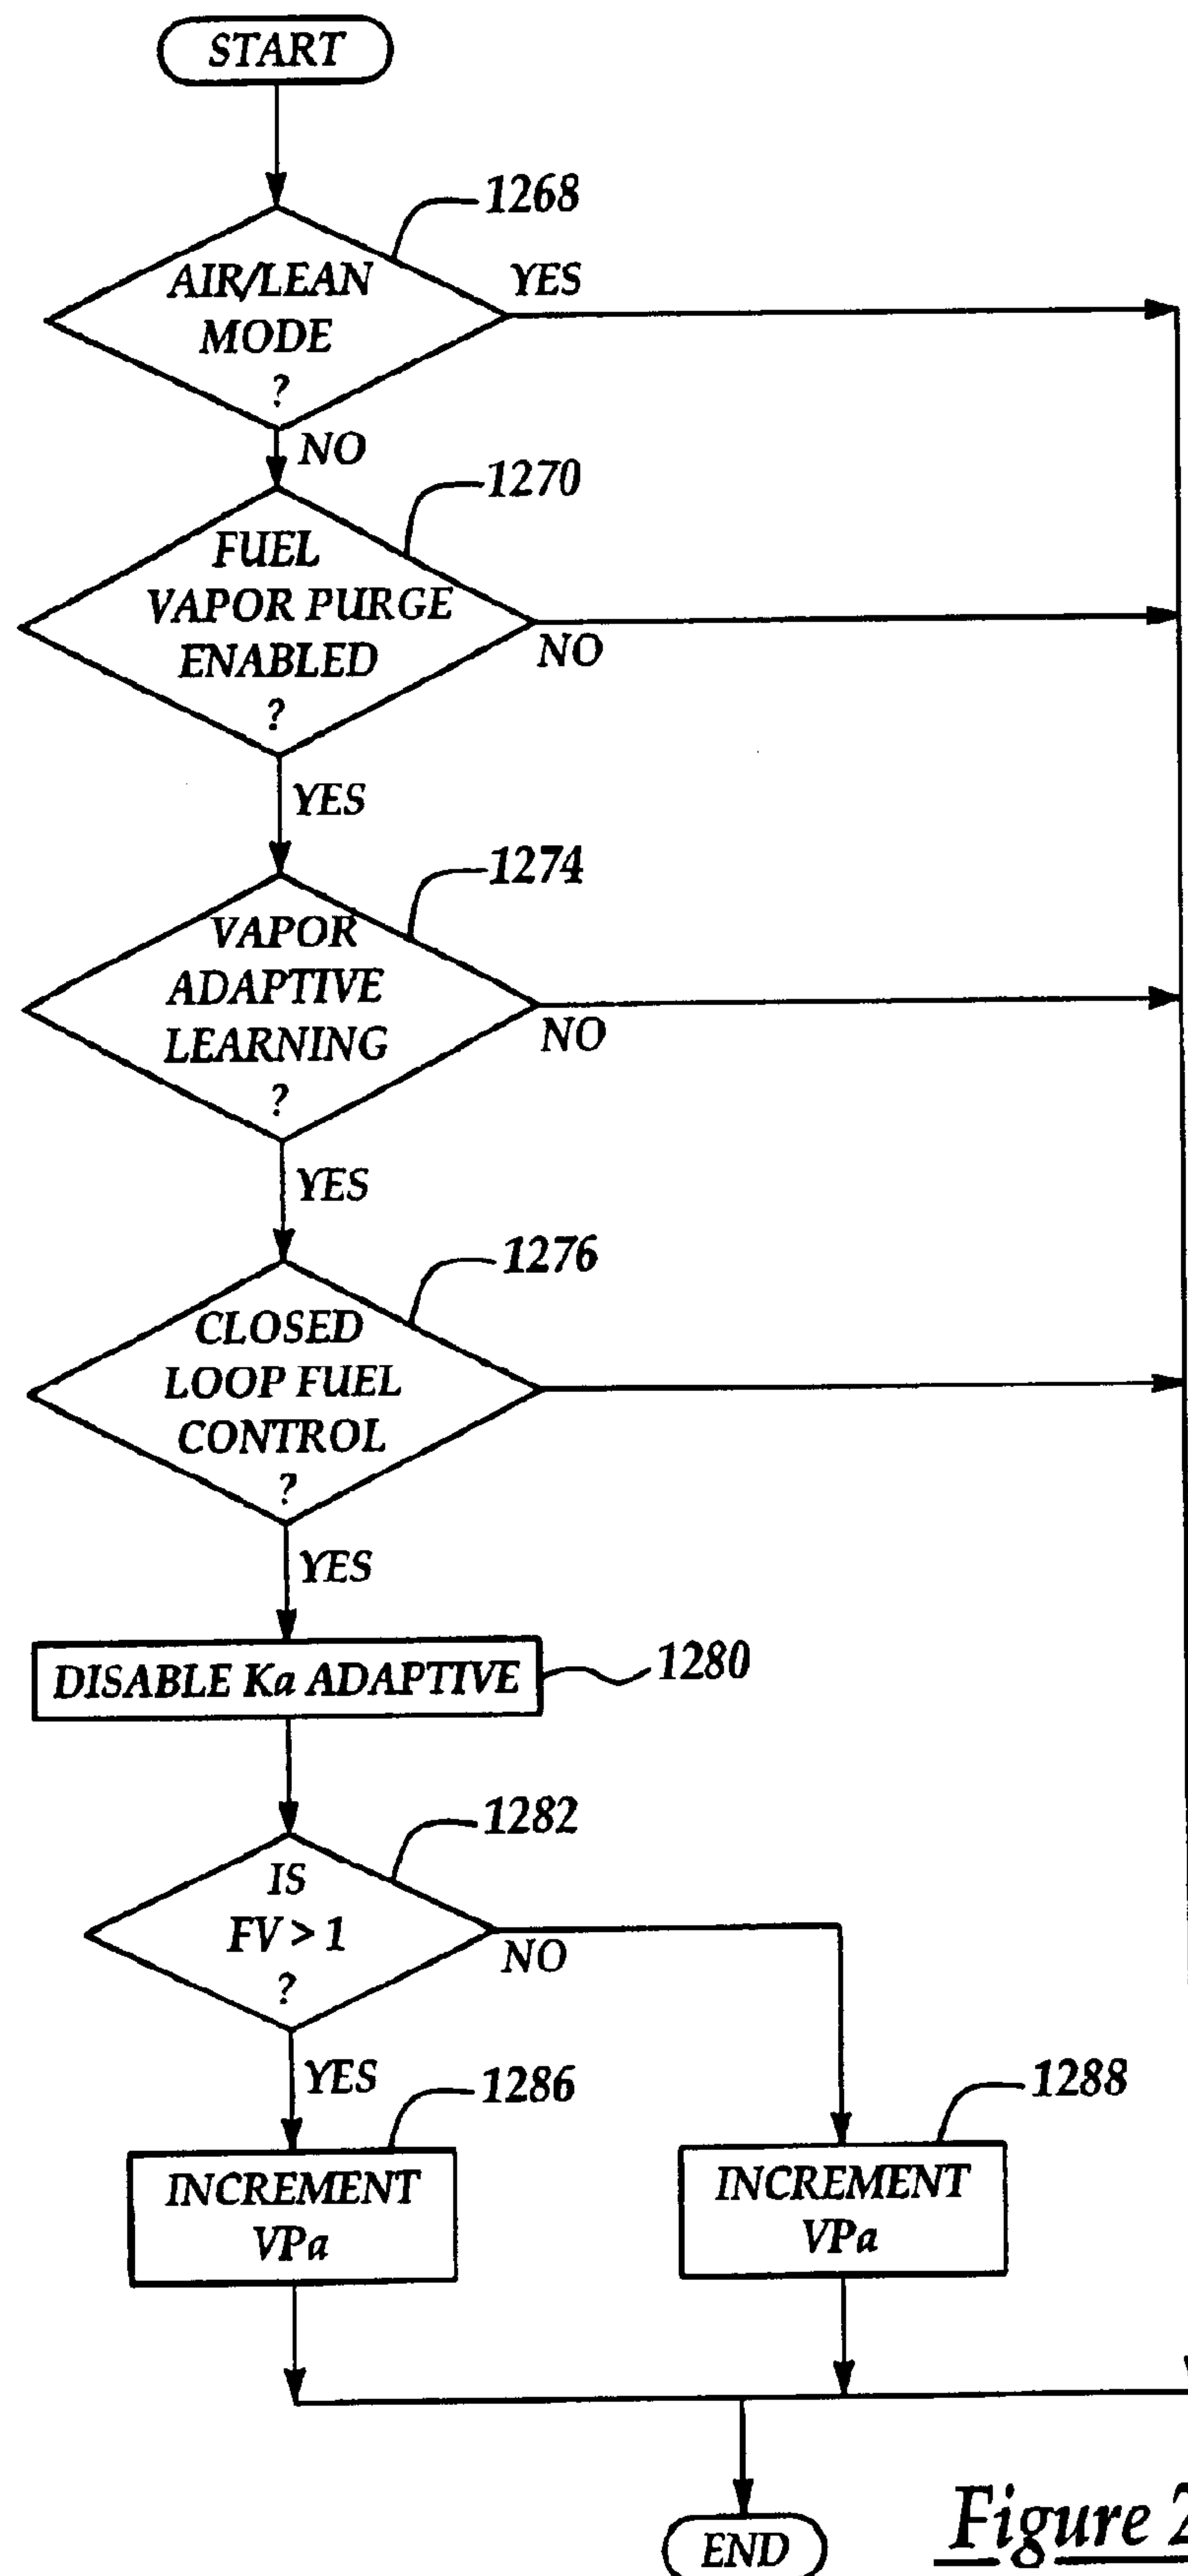 START
1268
AIR/LEAN
MODE
?
YES
NO
1270
FUEL
VAPOR PURGE
ENABLED
?
NO
YES
1274
VAPOR
ADAPTIVE
LEARNING
?
NO
YES
1276
CLOSED
LOOP FUEL
CONTROL
?
YES
DISABLE Ka ADAPTIVE
1280
1282
IS
FV > 1
?
NO
YES
1286
INCREMENT
VPa
1288
INCREMENT
VPa
END
Figure 2